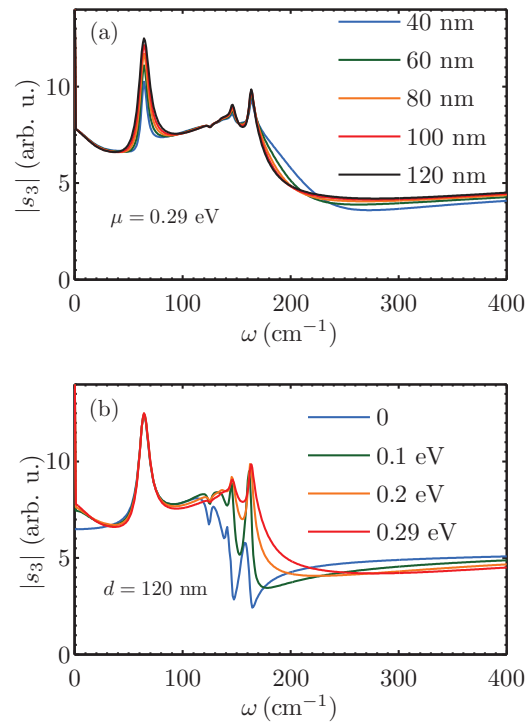 (a)
40 nm
60 nm
80 nm
100 nm
120 nm
μ = 0.29 eV
|s₃| (arb. u.)
10
5
0
0 100 200 300 400
ω (cm⁻¹)
(b)
0
0.1 eV
0.2 eV
0.29 eV
d = 120 nm
|s₃| (arb. u.)
10
5
0
0 100 200 300 400
ω (cm⁻¹)